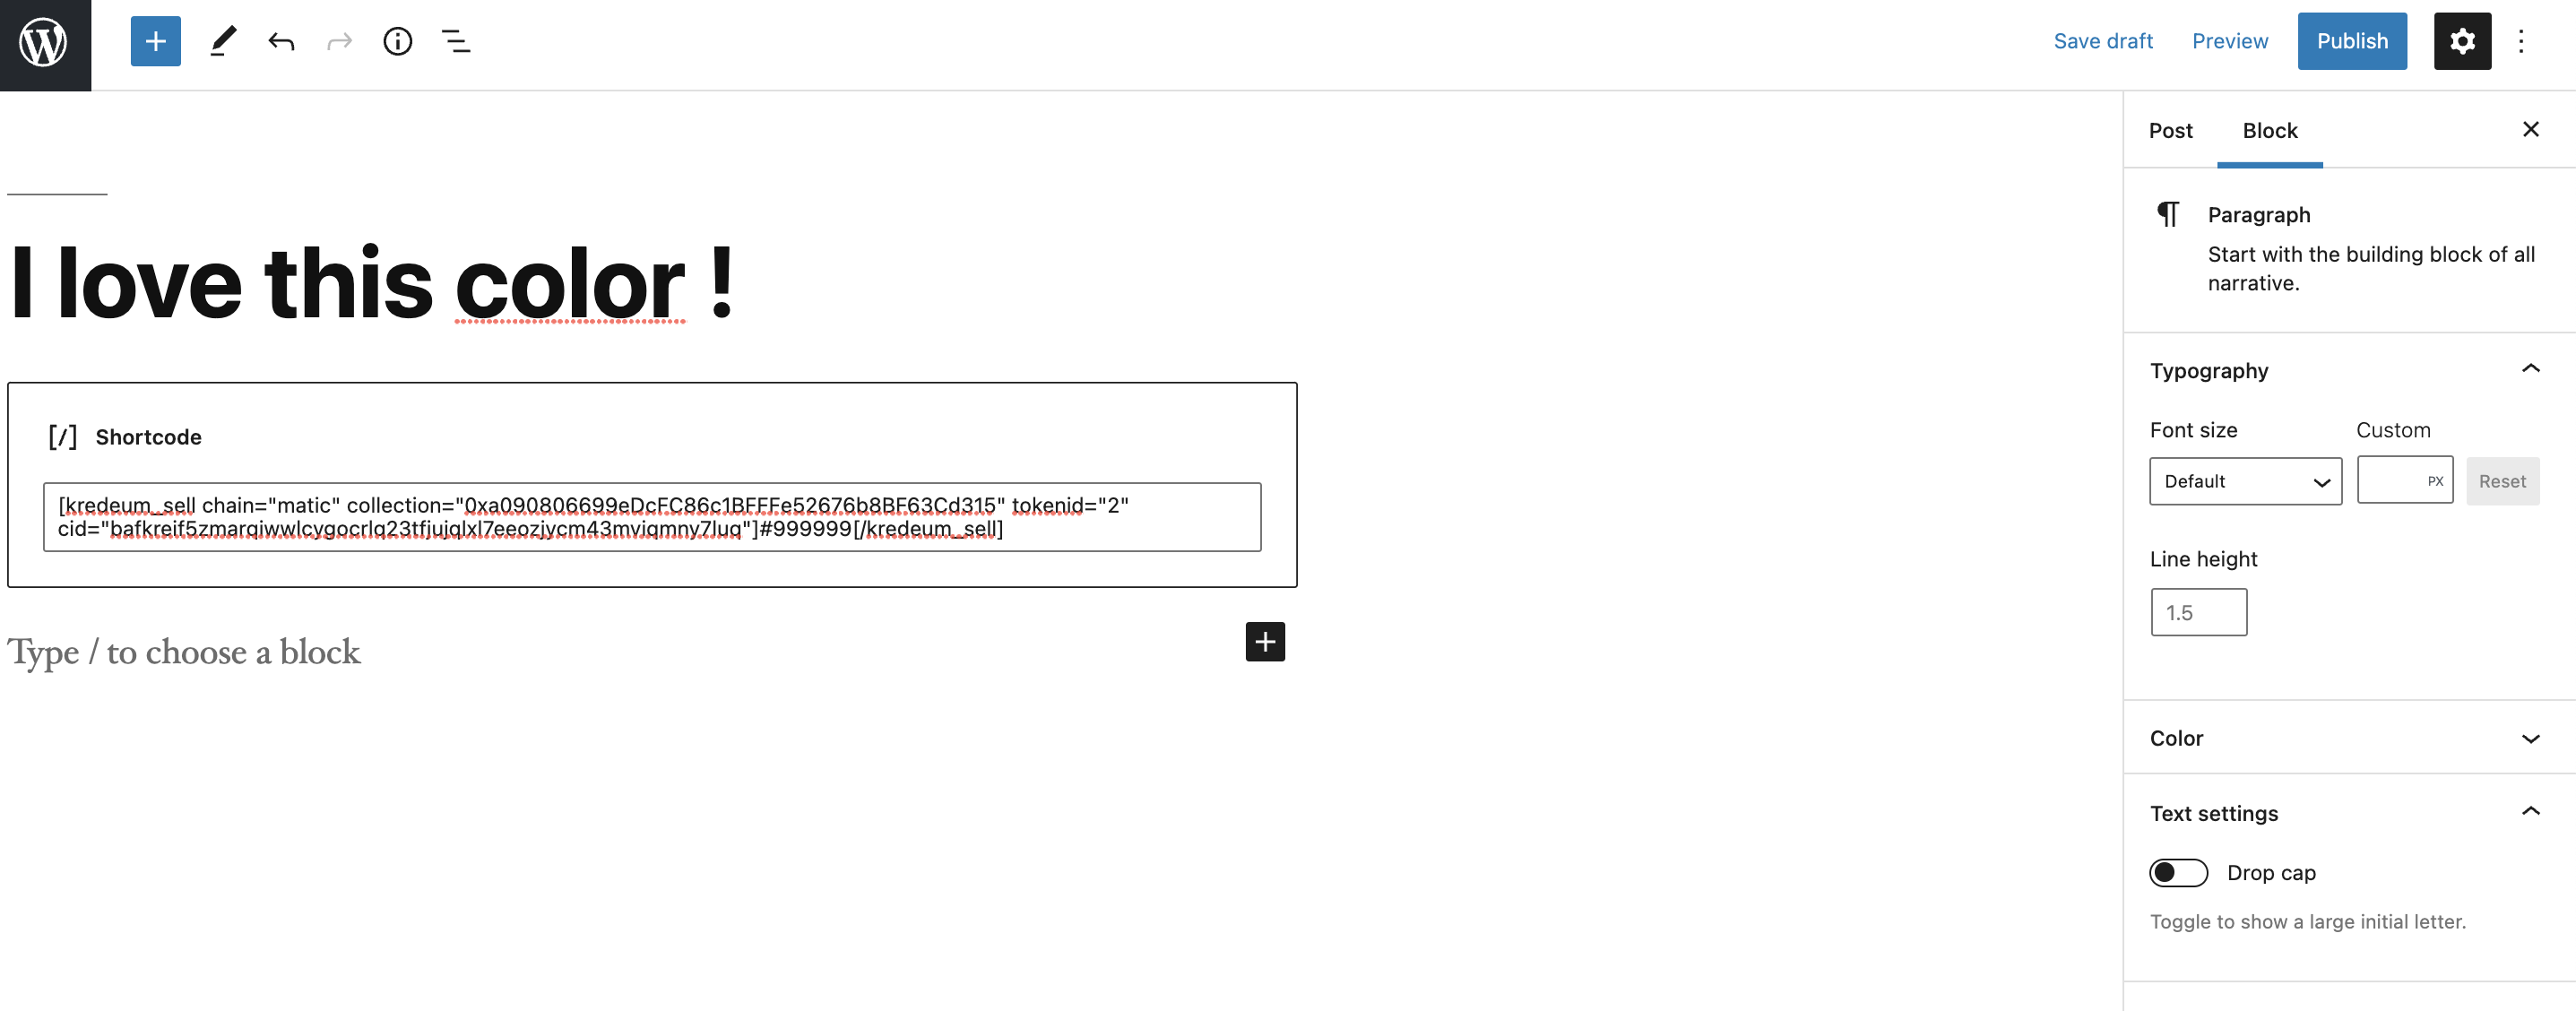 Save draft Preview Publish
Post Block
Paragraph
Start with the building block of all
narrative.
I love this color !
Typography
Font size Custom
[/] Shortcode
Default PX Reset
[kredeum_sell chain="matic" collection="0xa090806699eDcFC86c1BFFFe52676b8BF63Cd315" tokenid="2"
cid="bafkreif5zmarqiwwlcygocrlq23tfiujqlxl7eeozjycm43mviqmny7luq"]#999999[/kredeum_sell]
Line height
1.5
Type / to choose a block
Color
Text settings
Drop cap
Toggle to show a large initial letter.